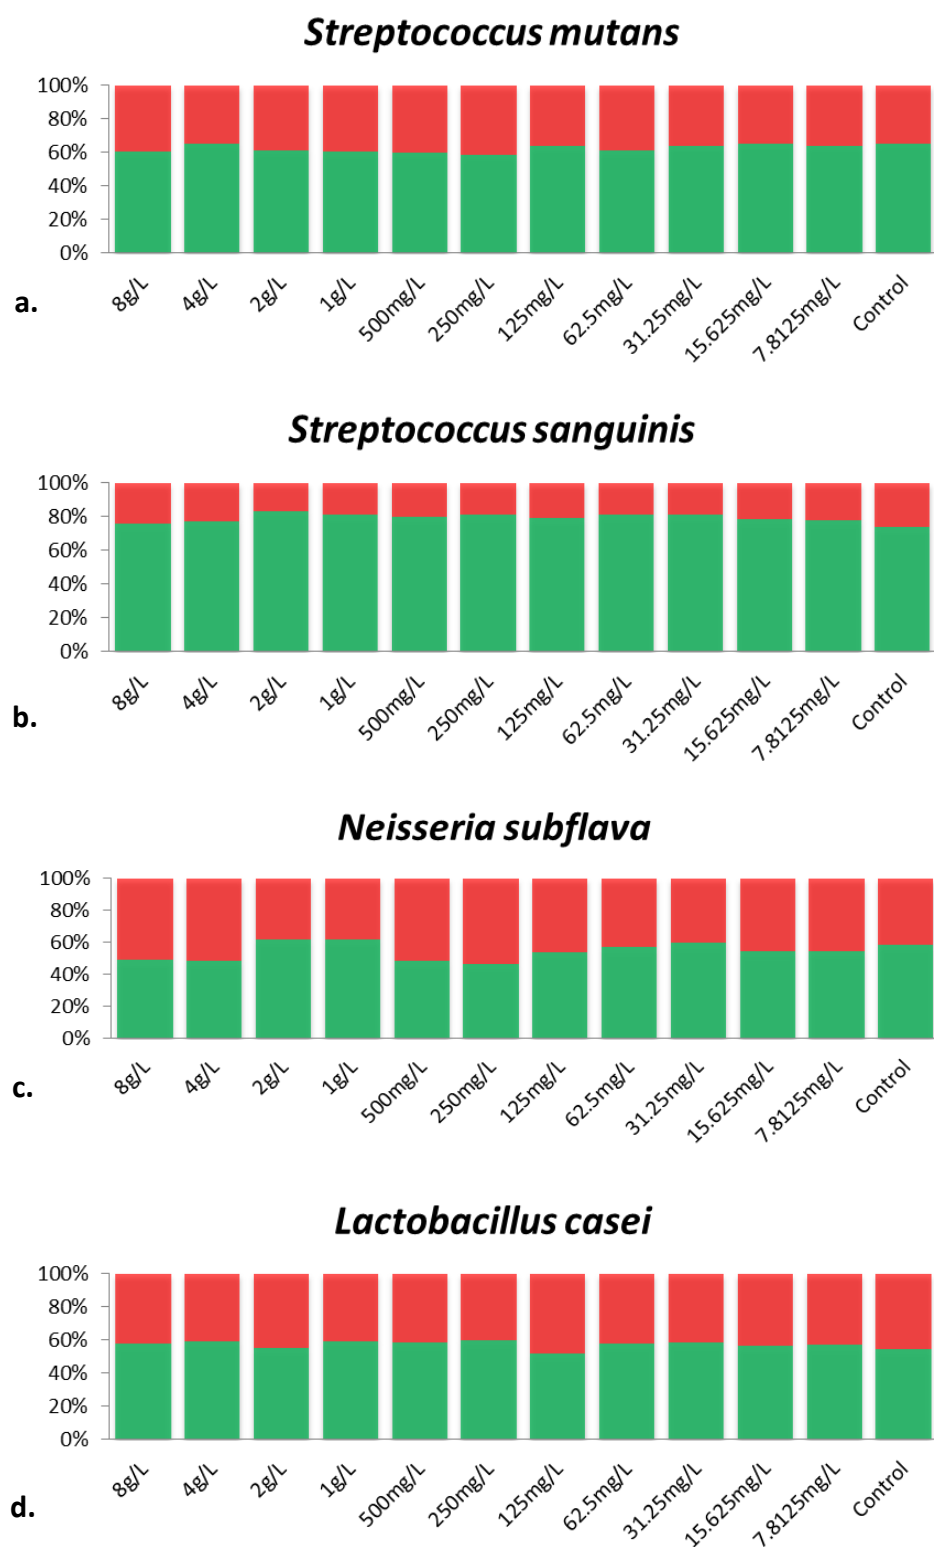 Streptococcus mutans
100%
80%
60%
40%
20%
0%
8g/L
4g/L
2g/L
1g/L
500mg/L
250mg/L
125mg/L
62.5mg/L
31.25mg/L
15.625mg/L
7.8125mg/L
Control
a.
Streptococcus sanguinis
100%
80%
60%
40%
20%
0%
8g/L
4g/L
2g/L
1g/L
500mg/L
250mg/L
125mg/L
62.5mg/L
31.25mg/L
15.625mg/L
7.8125mg/L
Control
b.
Neisseria subflava
100%
80%
60%
40%
20%
0%
8g/L
4g/L
2g/L
1g/L
500mg/L
250mg/L
125mg/L
62.5mg/L
31.25mg/L
15.625mg/L
7.8125mg/L
Control
c.
Lactobacillus casei
100%
80%
60%
40%
20%
0%
8g/L
4g/L
2g/L
1g/L
500mg/L
250mg/L
125mg/L
62.5mg/L
31.25mg/L
15.625mg/L
7.8125mg/L
Control
d.